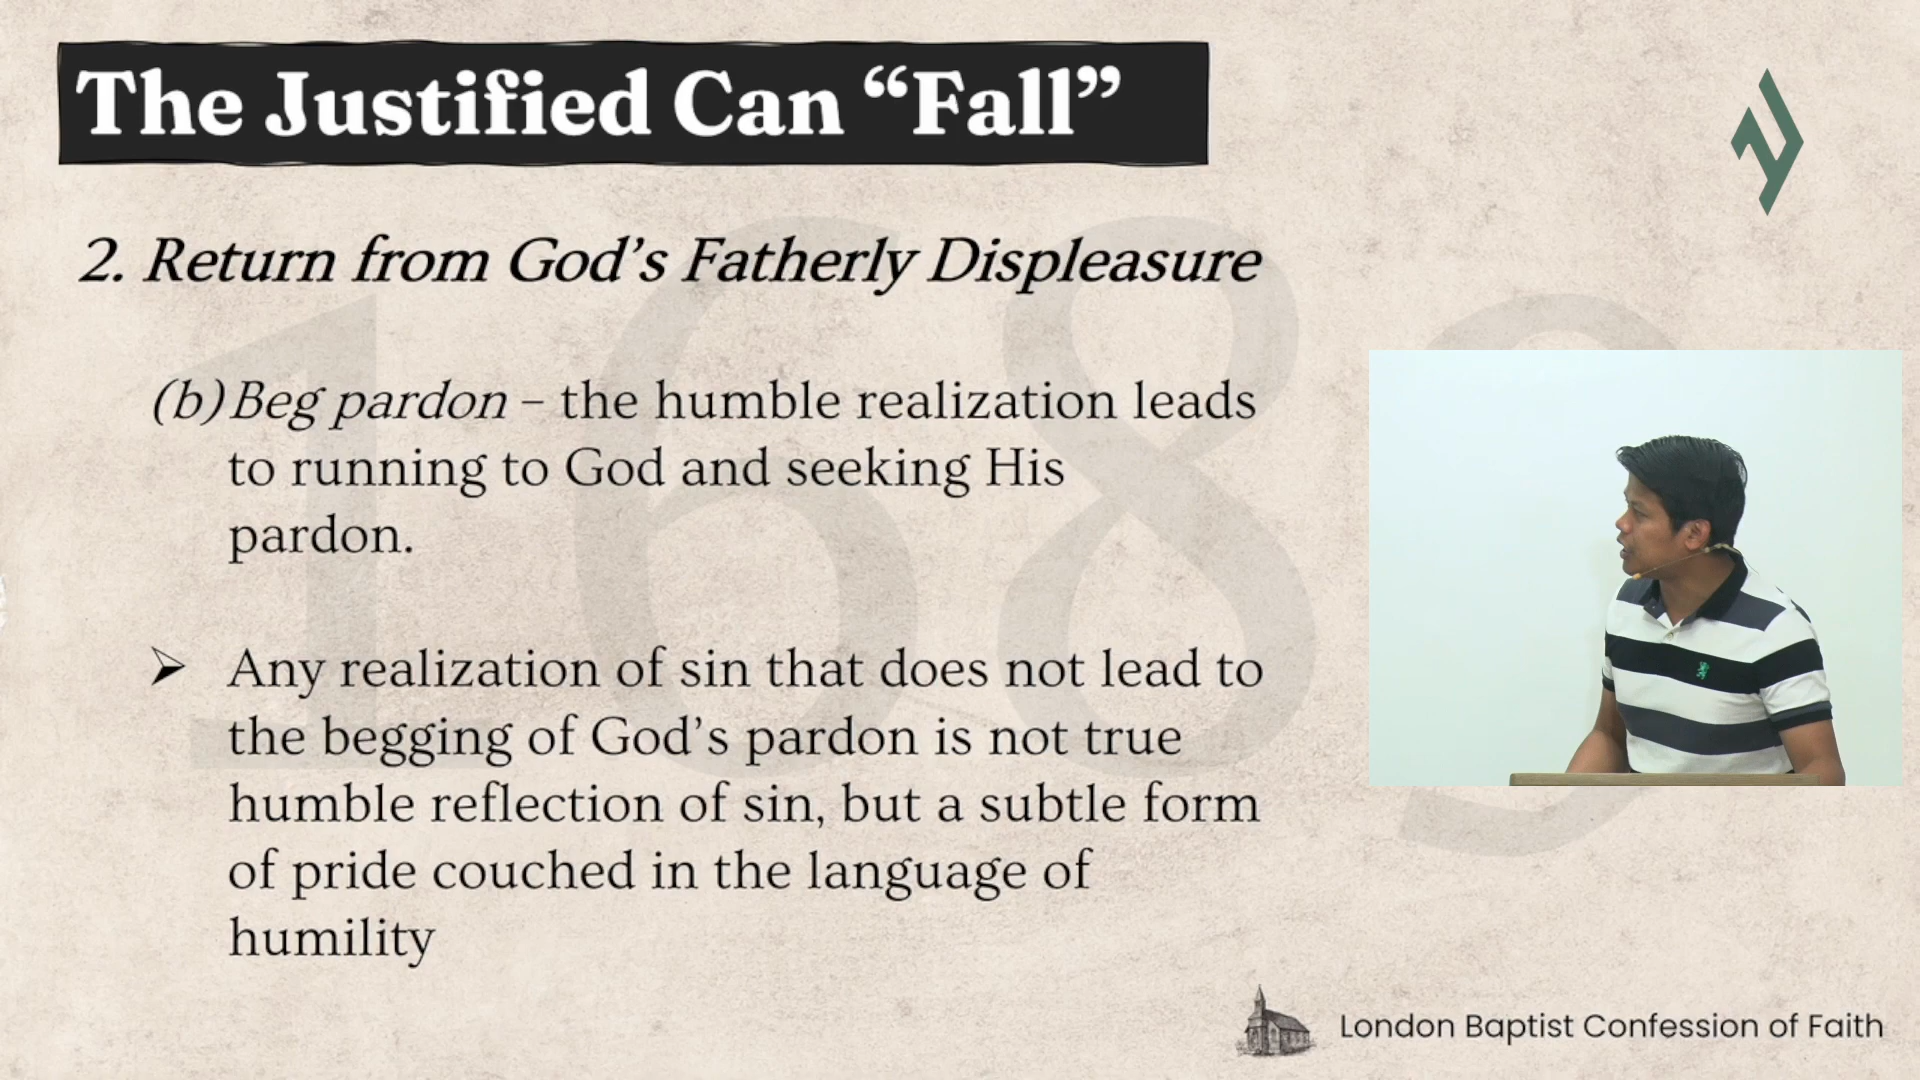 The Justified Can “Fall”
2. Return from God’s Fatherly Displeasure
(b) Beg pardon – the humble realization leads
to running to God and seeking His
pardon.
➢ Any realization of sin that does not lead to
the begging of God’s pardon is not true
humble reflection of sin, but a subtle form
of pride couched in the language of
humility
1689
London Baptist Confession of Faith